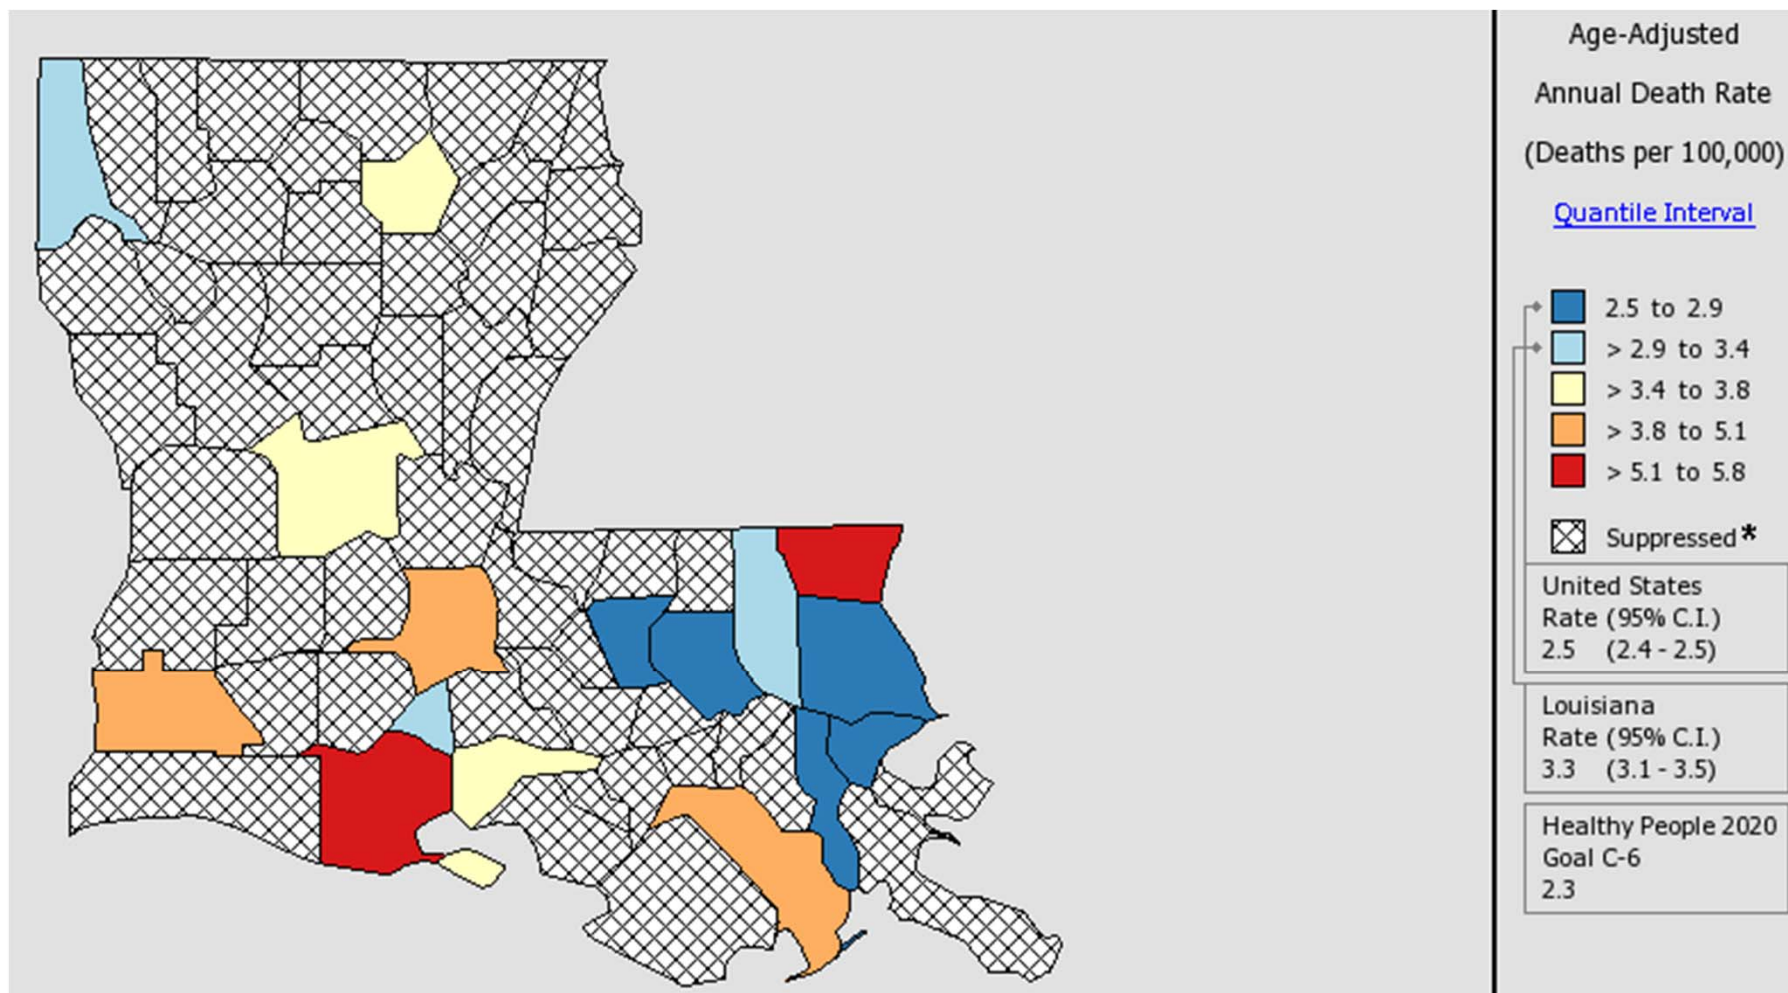 Age-Adjusted
Annual Death Rate
(Deaths per 100,000)
Quantile Interval
2.5 to 2.9
> 2.9 to 3.4
> 3.4 to 3.8
> 3.8 to 5.1
> 5.1 to 5.8
Suppressed*
United States
Rate (95% C.I.)
2.5 (2.4 - 2.5)
Louisiana
Rate (95% C.I.)
3.3 (3.1 - 3.5)
Healthy People 2020
Goal C-6
2.3